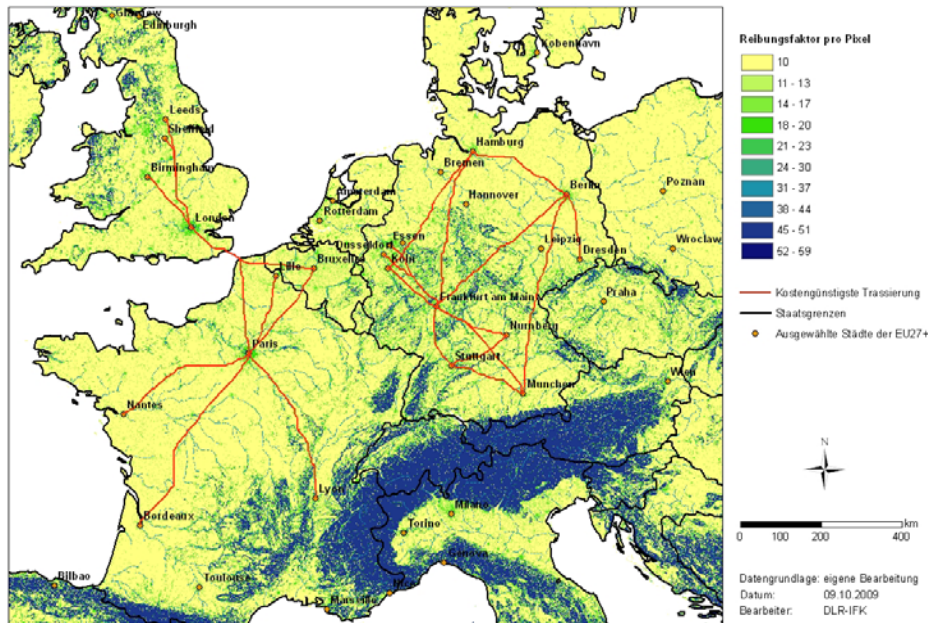 Glasgow
Edinburgh
København
Leeds
Sheffield
Hamburg
Birmingham
Bremen
Berlin
Poznan
Amsterdam
Hannover
London
Rotterdam
Essen
Leipzig
Wroclaw
Düsseldorf
Dresden
Bruxelles
Köln
Lille
Frankfurt am Main
Praha
Nürnberg
Paris
Stuttgart
Wien
Munchen
Nantes
Lyon
Milano
Bordeaux
Torino
Genova
Bilbao
Toulouse
Nice
Marseille
Reibungsfaktor pro Pixel
10
11 - 13
14 - 17
18 - 20
21 - 23
24 - 30
31 - 37
38 - 44
45 - 51
52 - 59
Kostengünstigste Trassierung
Staatsgrenzen
Ausgewählte Städte der EU27+
N
km
0 100 200 400
Datengrundlage: eigene Bearbeitung
Datum: 09.10.2009
Bearbeiter: DLR-IFK